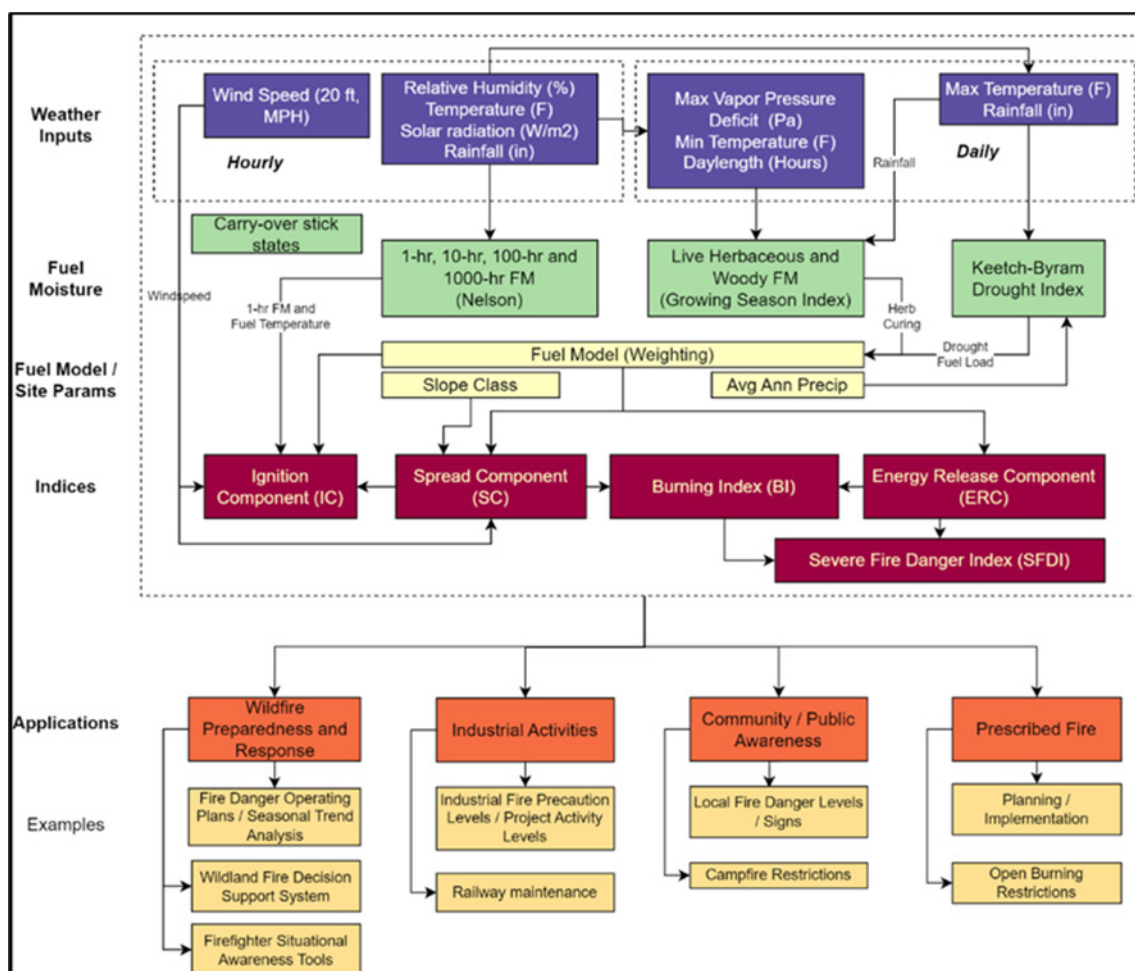 Weather
Inputs
Wind Speed (20 ft,
MPH)
Hourly
Relative Humidity (%)
Temperature (F)
Solar radiation (W/m2)
Rainfall (in)
Max Vapor Pressure
Deficit (Pa)
Min Temperature (F)
Daylength (Hours)
Rainfall
Max Temperature (F)
Rainfall (in)
Daily
Fuel
Moisture
Carry-over stick
states
Windspeed
1-hr FM and
Fuel Temperature
1-hr, 10-hr, 100-hr and
1000-hr FM
(Nelson)
Live Herbaceous and
Woody FM
(Growing Season Index)
Herb
Curing
Keetch-Byram
Drought Index
Drought
Fuel Load
Fuel Model /
Site Params
Fuel Model (Weighting)
Slope Class
Avg Ann Precip
Indices
Ignition
Component (IC)
Spread Component
(SC)
Burning Index (BI)
Energy Release Component
(ERC)
Severe Fire Danger Index (SFDI)
Applications
Wildfire
Preparedness and
Response
Industrial Activities
Community / Public
Awareness
Prescribed Fire
Examples
Fire Danger Operating
Plans / Seasonal Trend
Analysis
Industrial Fire Precaution
Levels / Project Activity
Levels
Local Fire Danger Levels
/ Signs
Planning /
Implementation
Wildland Fire Decision
Support System
Railway maintenance
Campfire Restrictions
Open Burning
Restrictions
Firefighter Situational
Awareness Tools